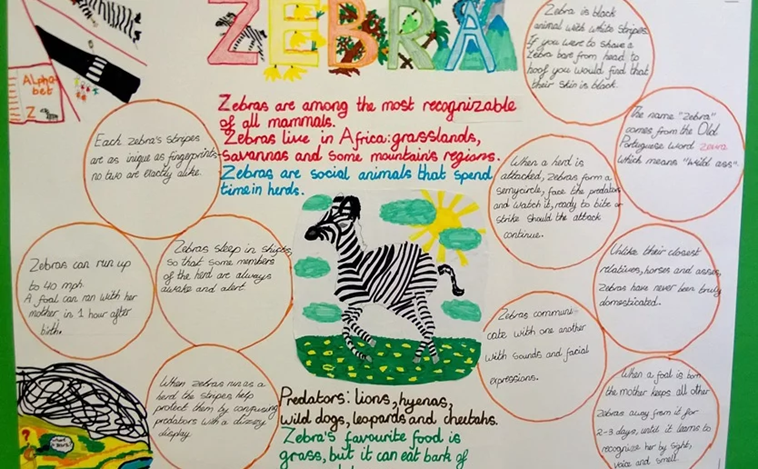 ZEBRA
Alpha-
bet
Z
Zebras are among the most recognizable
of all mammals.
Zebras live in Africa: grasslands,
savannas and some mountains regions.
Zebras are social animals that spend
time in herds.
Zebra is black
animal with white stripes.
If you went to shave a
Zebra bare from head to
hoof you would find that
their skin is black.
Each zebra's stripes
are as inique as fingerprints-
no two are exactly alike.
The name "zebra"
comes from the Old
Portuguese word
which means "wild ass".
When a herd is
attacked, zebras form a
semycircle, face the predators
and watch it, ready to bite or
strike should the attack
continue.
Zebras sleep in shifts,
so that some members
of the herd are always
awake and alert.
Zebras can run up
to 40 mph.
A foal can run with her
mother in 1 hour after
birth.
Unlike their closest
relatives, horses and asses,
zebras have never been truly
domesticated.
Zebras communi-
cate with one another
with sounds and facial
expressions.
When zebras run as a
herd the stripes help
protect them by confusing
predators with a dizzey
display.
When a foal is born
the mother keeps all other
zebras away from it for
2-3 days, until it learns to
recognise her by sight,
voice and smell.
Predators: lions, hyenas,
wild dogs, leopards and cheetahs.
Zebra's favourite food is
grass, but it can eat bark of